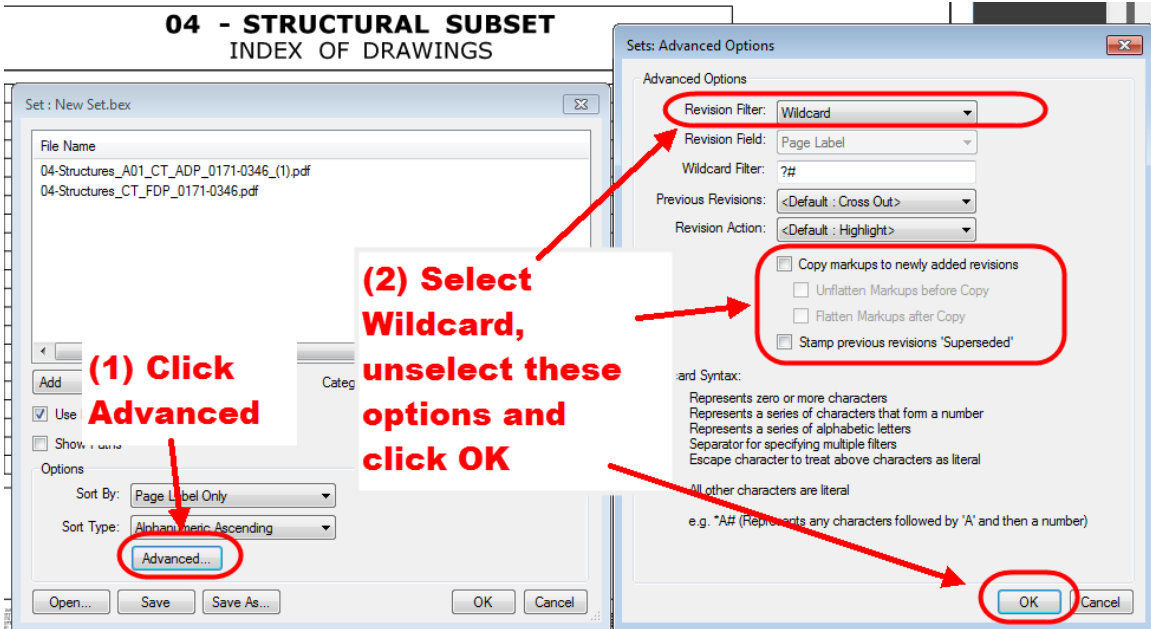 04 - STRUCTURAL SUBSET
INDEX OF DRAWINGS
Set : New Set.bex
File Name
04-Structures_A01_CT_ADP_0171-0346_(1).pdf
04-Structures_CT_FDP_0171-0346.pdf
(1) Click
Advanced
Add
Categ
Use
Show Paths
Options
Sort By: Page Label Only
Sort Type: Alphanumeric Ascending
Advanced...
Open... Save Save As... OK Cancel
(2) Select
Wildcard,
unselect these
options and
click OK
Sets: Advanced Options
Advanced Options
Revision Filter: Wildcard
Revision Field: Page Label
Wildcard Filter: ?#
Previous Revisions: <Default : Cross Out>
Revision Action: <Default : Highlight>
Copy markups to newly added revisions
Unflatten Markups before Copy
Flatten Markups after Copy
Stamp previous revisions 'Superseded'
ard Syntax:
Represents zero or more characters
Represents a series of characters that form a number
Represents a series of alphabetic letters
Separator for specifying multiple filters
Escape character to treat above characters as literal
All other characters are literal
e.g. *A# (Represents any characters followed by 'A' and then a number)
OK Cancel